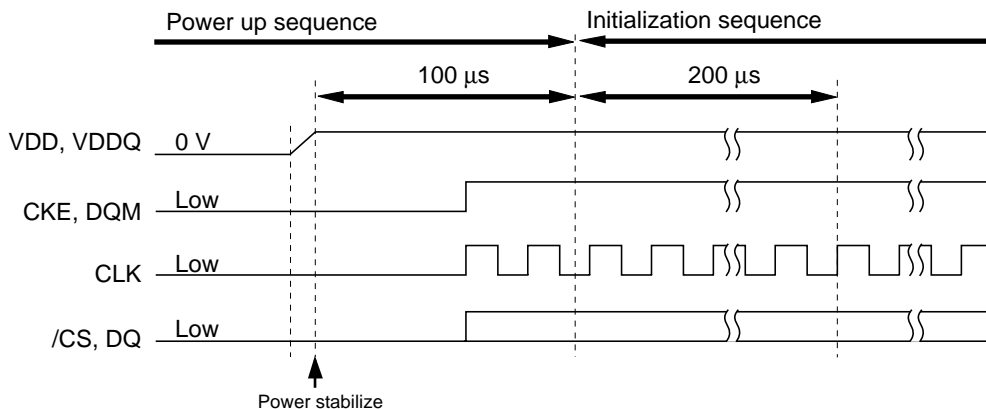 Power up sequence
Initialization sequence
100 μs
200 μs
VDD, VDDQ
0 V
CKE, DQM
Low
CLK
Low
/CS, DQ
Low
Power stabilize